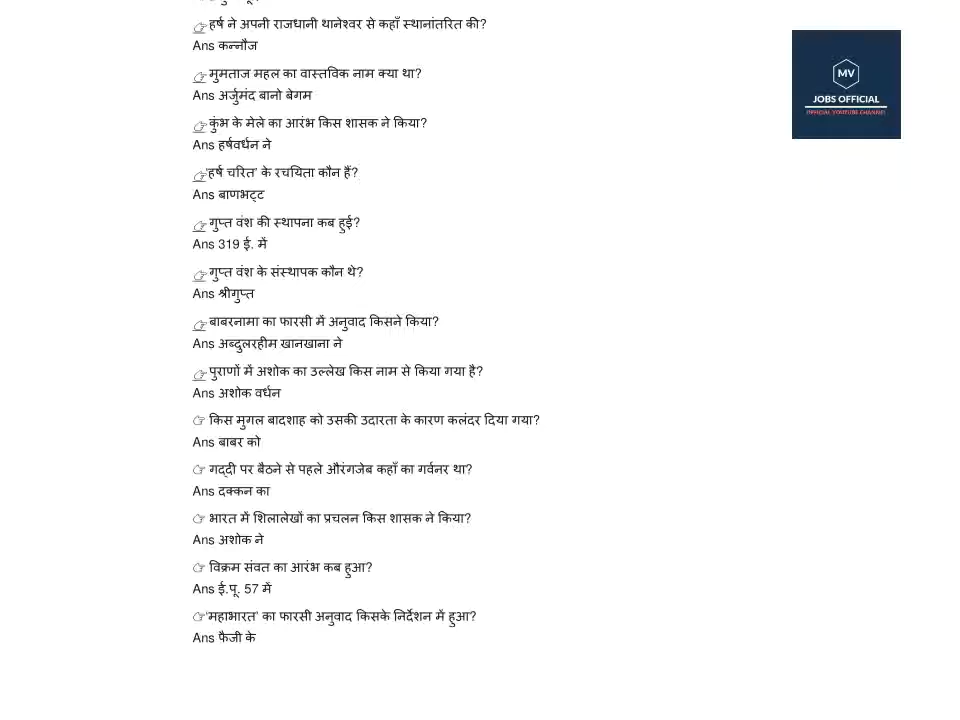 ☞ हर्ष ने अपनी राजधानी थानेश्वर से कहाँ स्थानांतरित की?
Ans कन्नौज
☞ मुमताज महल का वास्तविक नाम क्या था?
Ans अर्जुमंद बानो बेगम
☞ कुंभ के मेले का आरंभ किस शासक ने किया?
Ans हर्षवर्धन ने
☞'हर्ष चरित' के रचयिता कौन हैं?
Ans बाणभट्ट
☞ गुप्त वंश की स्थापना कब हुई?
Ans 319 ई. में
☞ गुप्त वंश के संस्थापक कौन थे?
Ans श्रीगुप्त
☞ बाबरनामा का फारसी में अनुवाद किसने किया?
Ans अब्दुलरहीम खानखाना ने
☞ पुराणों में अशोक का उल्लेख किस नाम से किया गया है?
Ans अशोक वर्धन
☞ किस मुगल बादशाह को उसकी उदारता के कारण कलंदर दिया गया?
Ans बाबर को
☞ गद्दी पर बैठने से पहले औरंगजेब कहाँ का गर्वनर था?
Ans दक्कन का
☞ भारत में शिलालेखों का प्रचलन किस शासक ने किया?
Ans अशोक ने
☞ विक्रम संवत का आरंभ कब हुआ?
Ans ई.पू. 57 में
☞'महाभारत' का फारसी अनुवाद किसके निर्देशन में हुआ?
Ans फैजी के
MV
JOBS OFFICIAL
OFFICIAL YOUTUBE CHANNEL